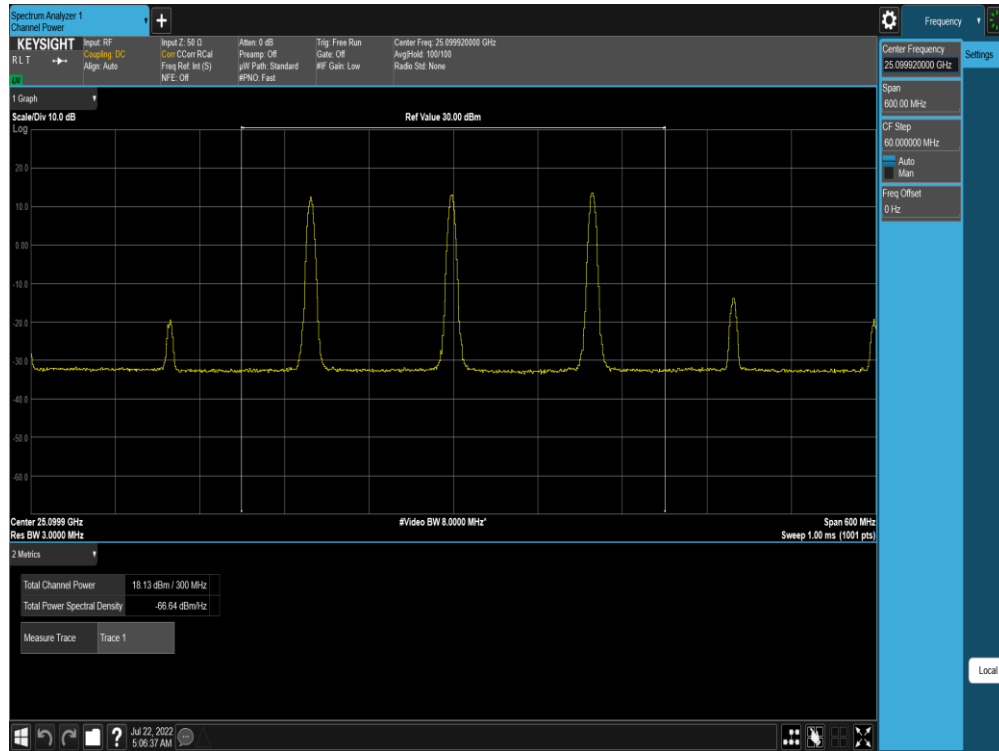 Spectrum Analyzer 1
Channel Power
+
Frequency
KEYSIGHT
R L T
LV
Input: RF
Coupling: DC
Align: Auto
Input Z: 50 Ω
Corr CCorr RCal
Freq Ref: Int (S)
NFE: Off
Atten: 0 dB
Preamp: Off
µW Path: Standard
#PNO: Fast
Trig: Free Run
Gate: Off
#IF Gain: Low
Center Freq: 25.099920000 GHz
Avg|Hold: 100/100
Radio Std: None
Center Frequency
25.099920000 GHz
Settings
Span
600.00 MHz
CF Step
60.000000 MHz
Auto
Man
Freq Offset
0 Hz
1 Graph
Scale/Div 10.0 dB
Ref Value 30.00 dBm
Log
20.0
10.0
0.00
-10.0
-20.0
-30.0
-40.0
-50.0
-60.0
Center 25.0999 GHz
#Video BW 8.0000 MHz*
Span 600 MHz
Res BW 3.0000 MHz
Sweep 1.00 ms (1001 pts)
2 Metrics
Total Channel Power 18.13 dBm / 300 MHz
Total Power Spectral Density -66.64 dBm/Hz
Measure Trace Trace 1
Local
?
Jul 22, 2022
5:06:37 AM